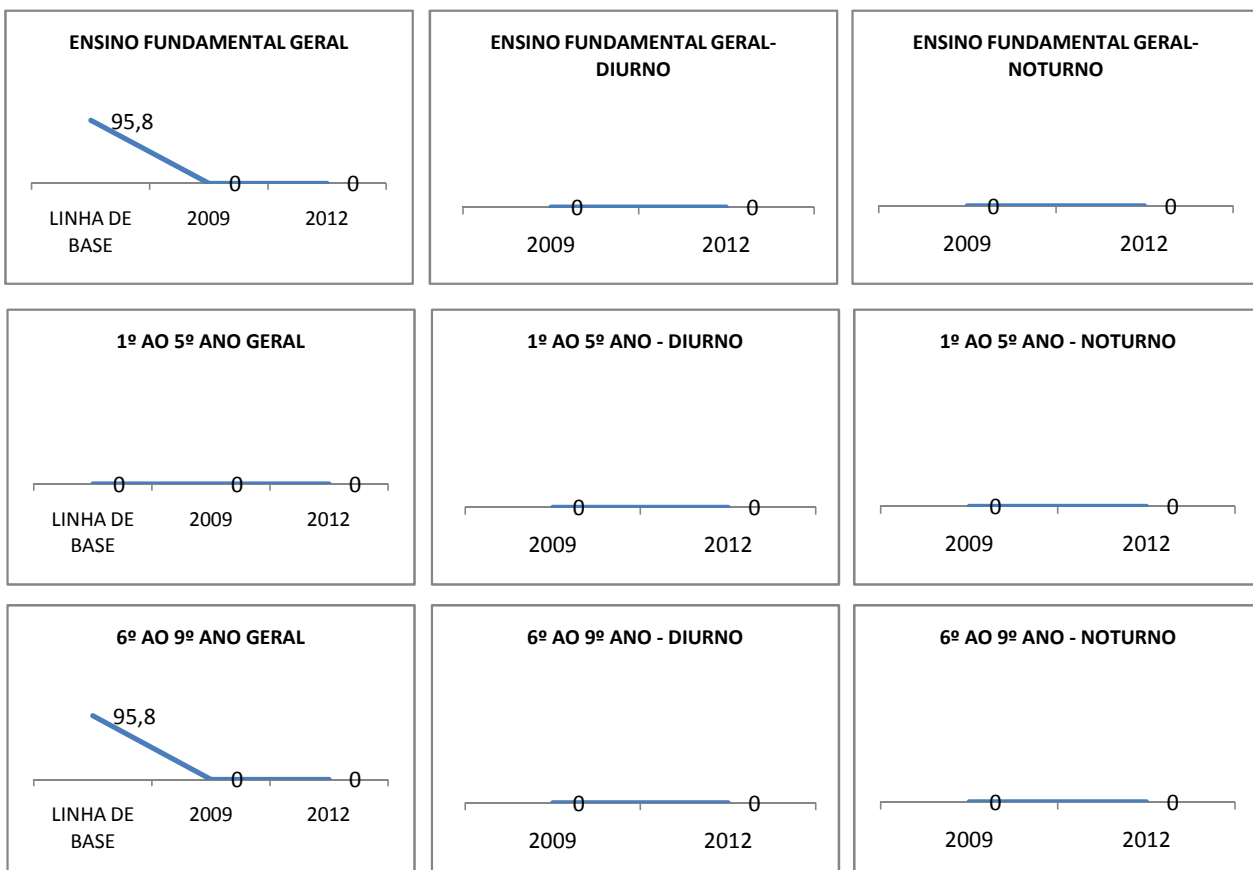 ENSINO FUNDAMENTAL GERAL
95,8
0
0
LINHA DE
BASE
2009
2012
ENSINO FUNDAMENTAL GERAL-
DIURNO
0
0
2009
2012
ENSINO FUNDAMENTAL GERAL-
NOTURNO
0
0
2009
2012
1º AO 5º ANO GERAL
0
0
0
LINHA DE
BASE
2009
2012
1º AO 5º ANO - DIURNO
0
0
2009
2012
1º AO 5º ANO - NOTURNO
0
0
2009
2012
6º AO 9º ANO GERAL
95,8
0
0
LINHA DE
BASE
2009
2012
6º AO 9º ANO - DIURNO
0
0
2009
2012
6º AO 9º ANO - NOTURNO
0
0
2009
2012